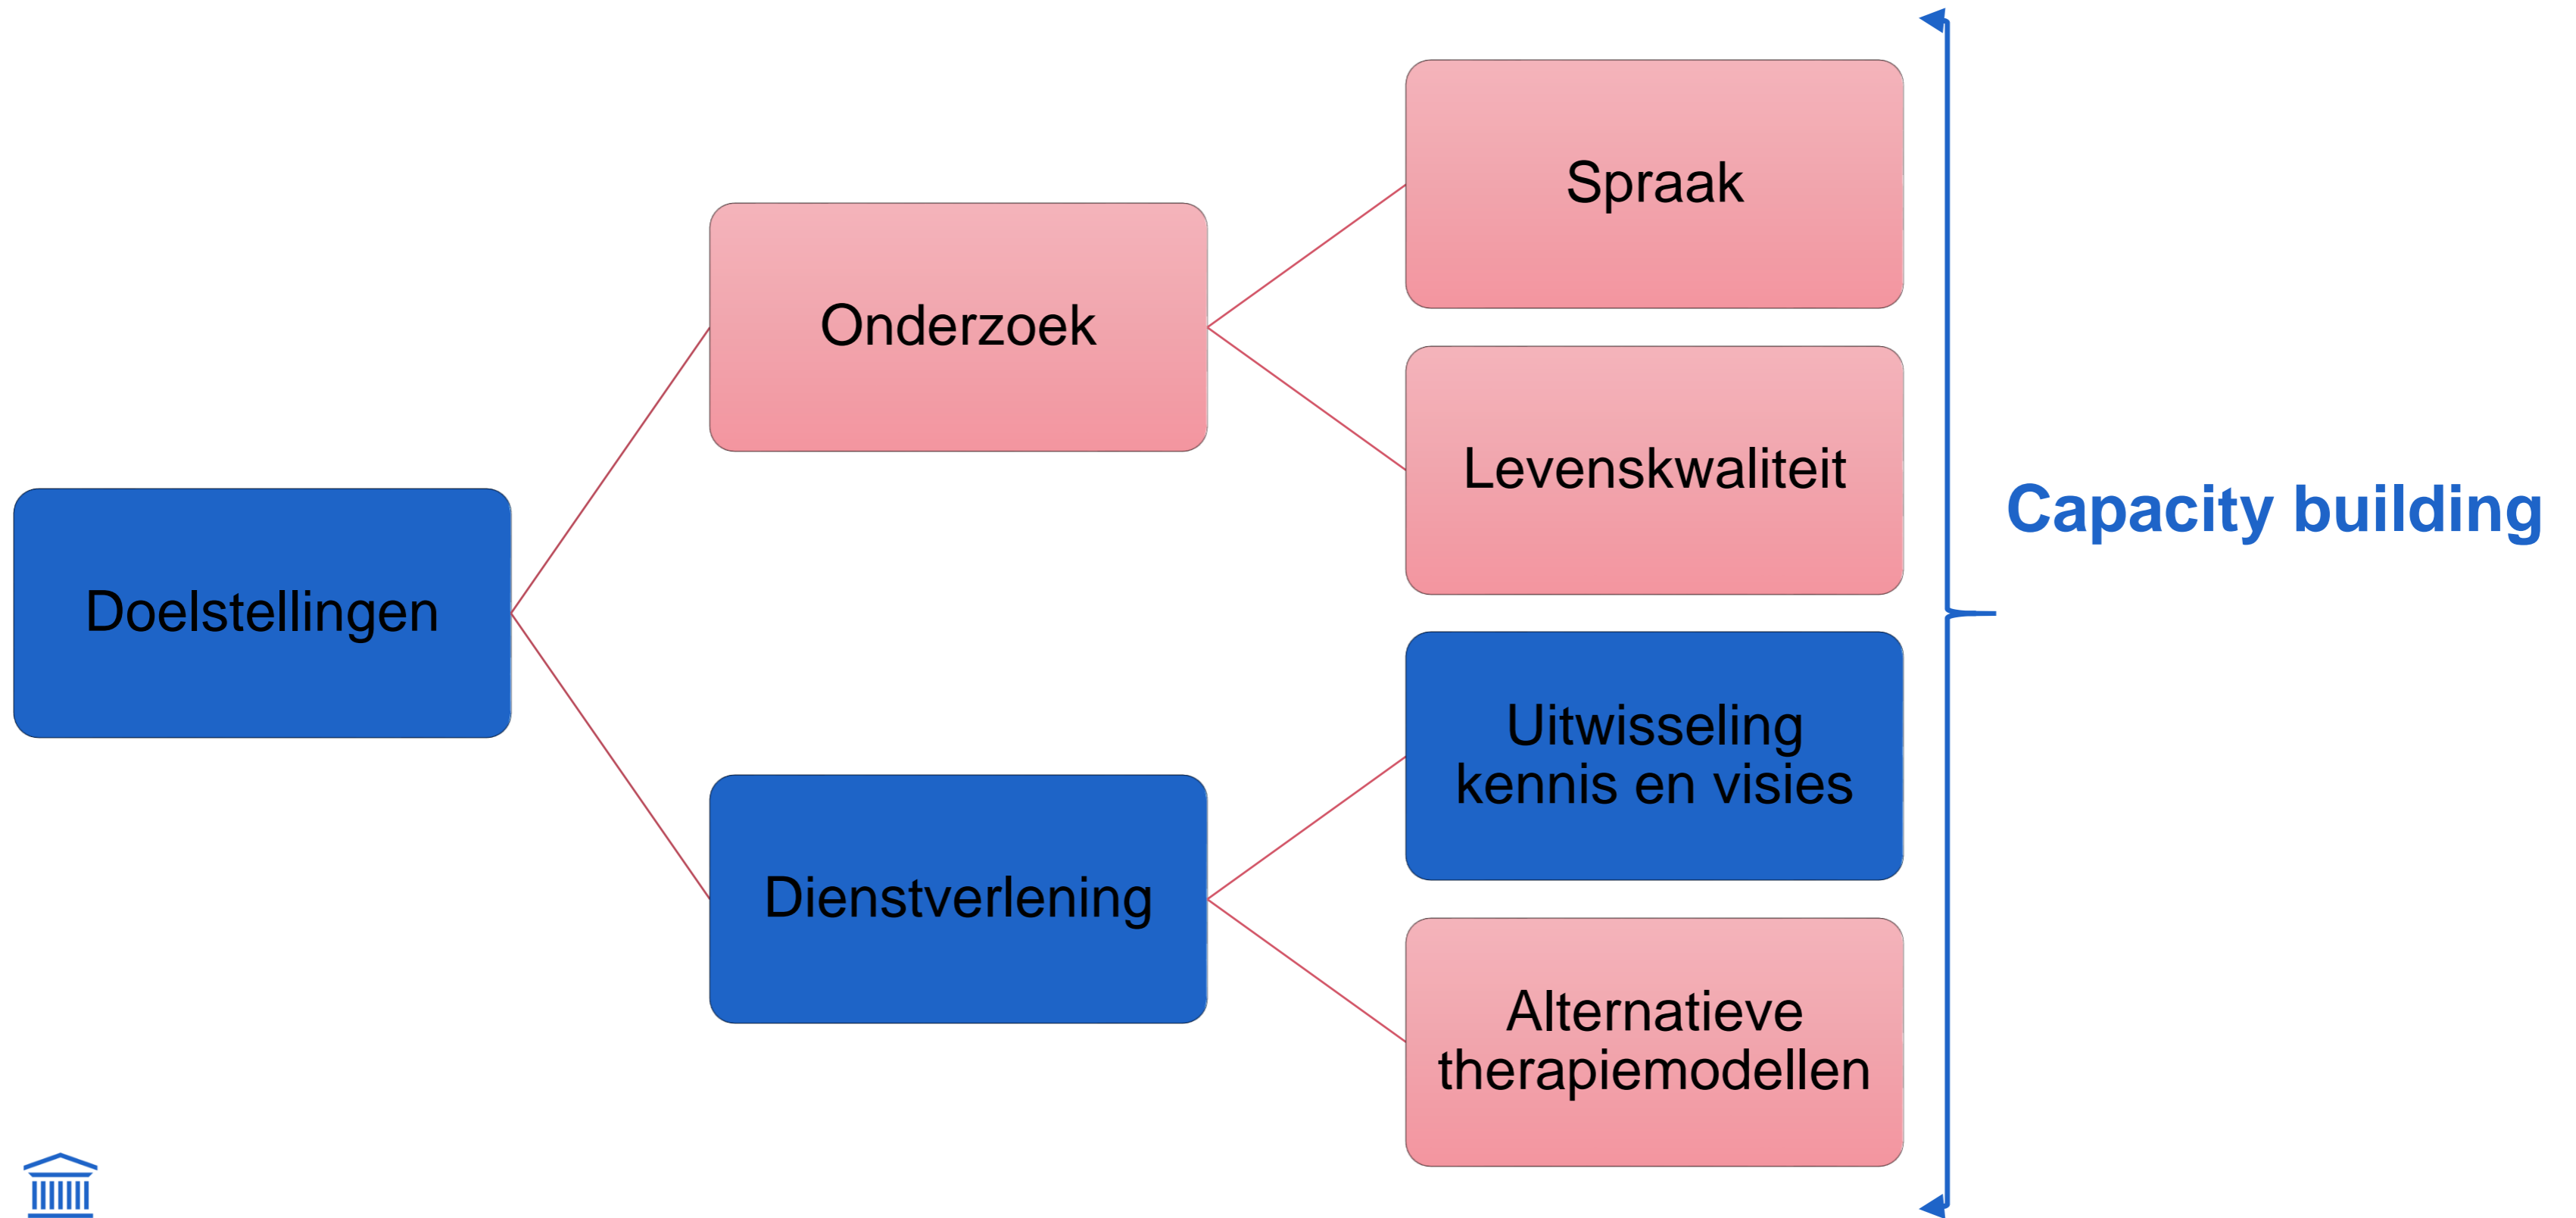 Doelstellingen
Onderzoek
Spraak
Levenskwaliteit
Dienstverlening
Uitwisseling
kennis en visies
Alternatieve
therapiemodellen
Capacity building